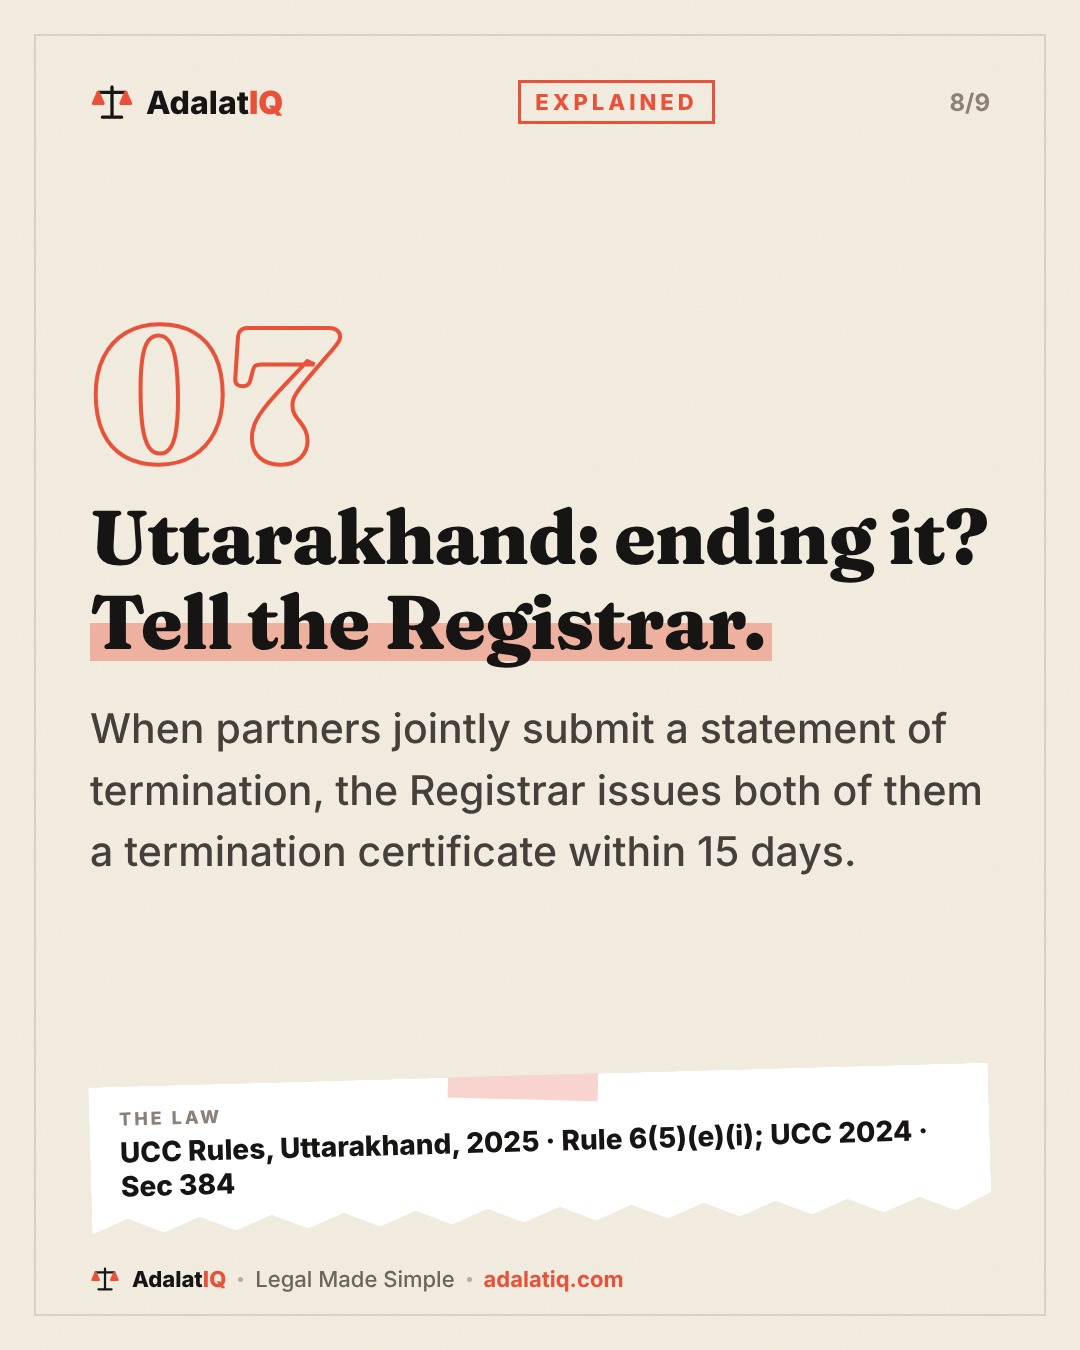 AdalatIQ
EXPLAINED
8/9
07
Uttarakhand: ending it?
Tell the Registrar.
When partners jointly submit a statement of
termination, the Registrar issues both of them
a termination certificate within 15 days.
THE LAW
UCC Rules, Uttarakhand, 2025 · Rule 6(5)(e)(i); UCC 2024 ·
Sec 384
AdalatIQ • Legal Made Simple • adalatiq.com